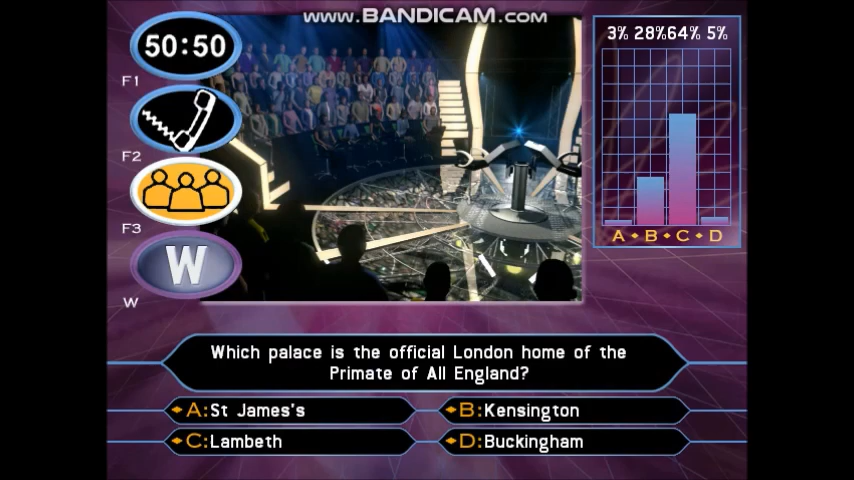 www.BANDICAM.com
50:50
F1
F2
F3
W
W
3% 28% 64% 5%
A B C D
Which palace is the official London home of the
Primate of All England?
A: St James's
B: Kensington
C: Lambeth
D: Buckingham